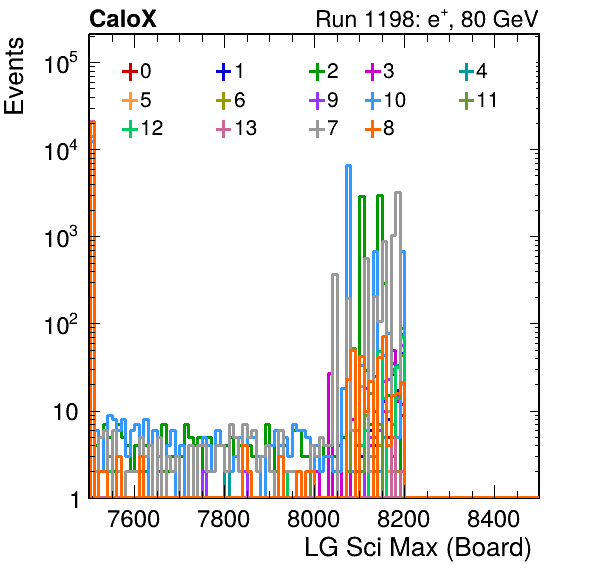 CaloX Run 1198: e⁺, 80 GeV
Events
10⁵
10⁴
10³
10²
10
1
0 1 2 3 4
5 6 9 10 11
12 13 7 8
7600 7800 8000 8200 8400
LG Sci Max (Board)